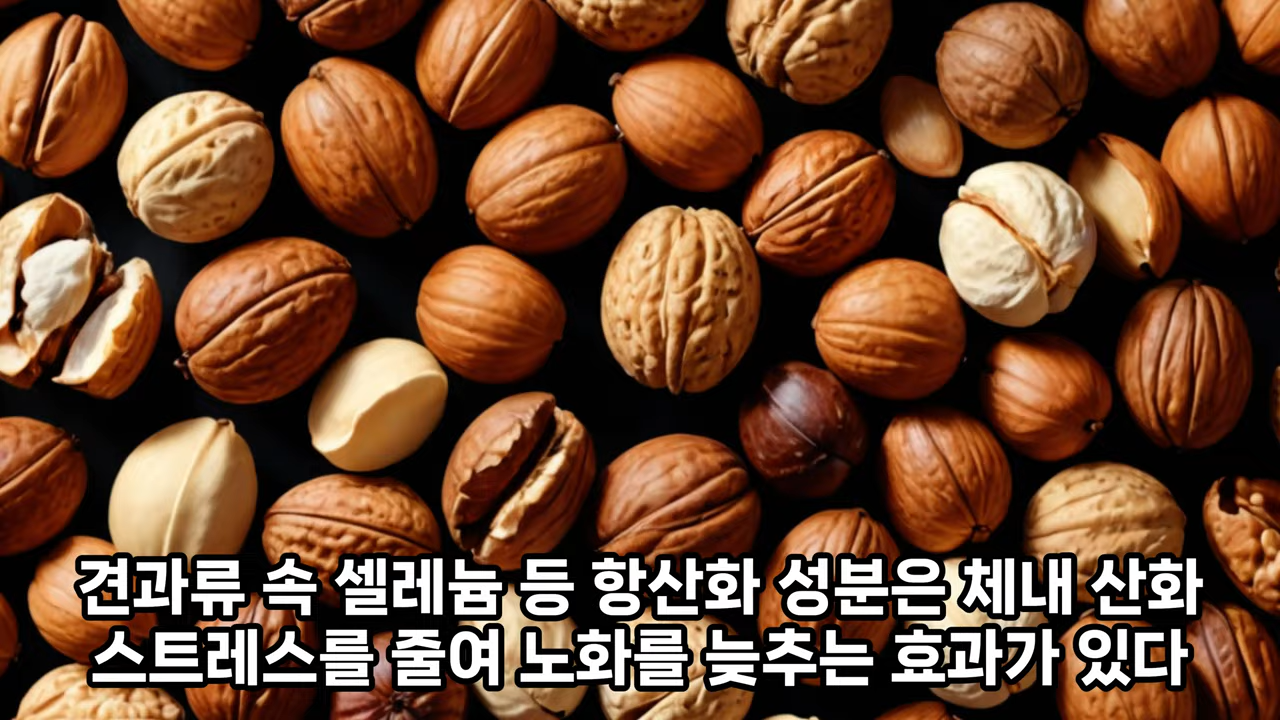 견과류 속 셀레늄 등 항산화 성분은 체내 산화
스트레스를 줄여 노화를 늦추는 효과가 있다